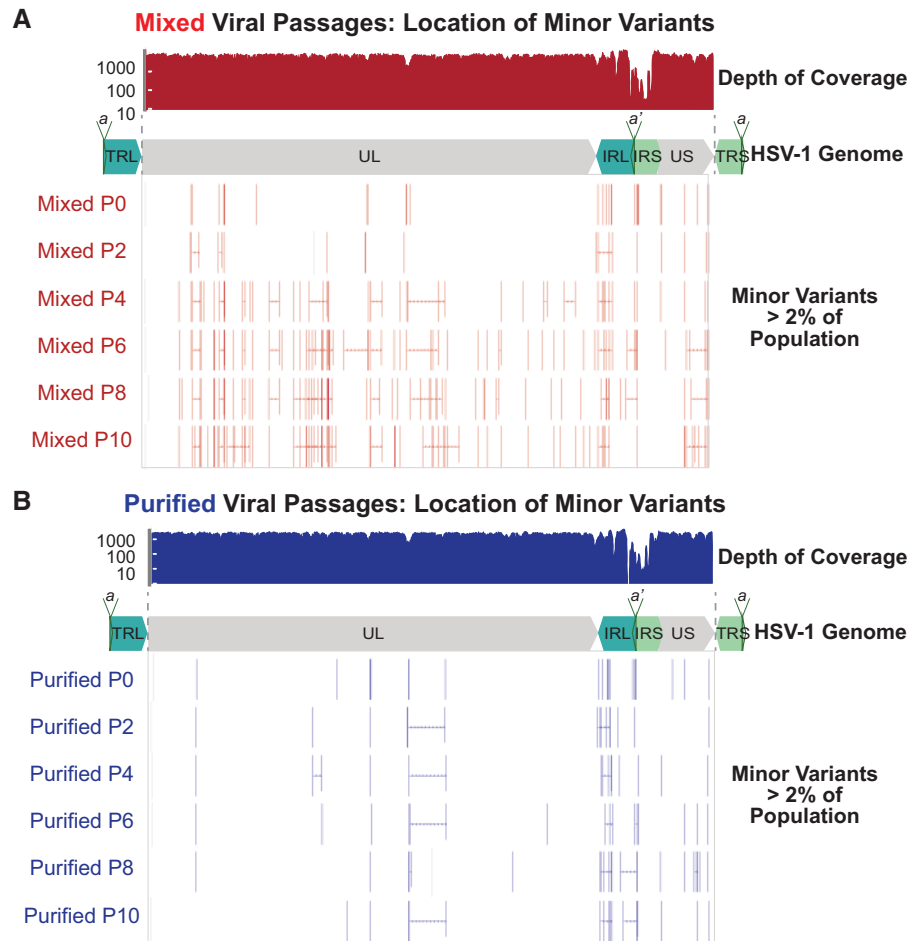 A
Mixed Viral Passages: Location of Minor Variants
1000
100
10
Depth of Coverage
a
a'
a
TRL
UL
IRL
IRS
US
TRS
HSV-1 Genome
Mixed P0
Mixed P2
Mixed P4
Mixed P6
Mixed P8
Mixed P10
Minor Variants
> 2% of
Population
B
Purified Viral Passages: Location of Minor Variants
1000
100
10
Depth of Coverage
a
a'
a
TRL
UL
IRL
IRS
US
TRS
HSV-1 Genome
Purified P0
Purified P2
Purified P4
Purified P6
Purified P8
Purified P10
Minor Variants
> 2% of
Population